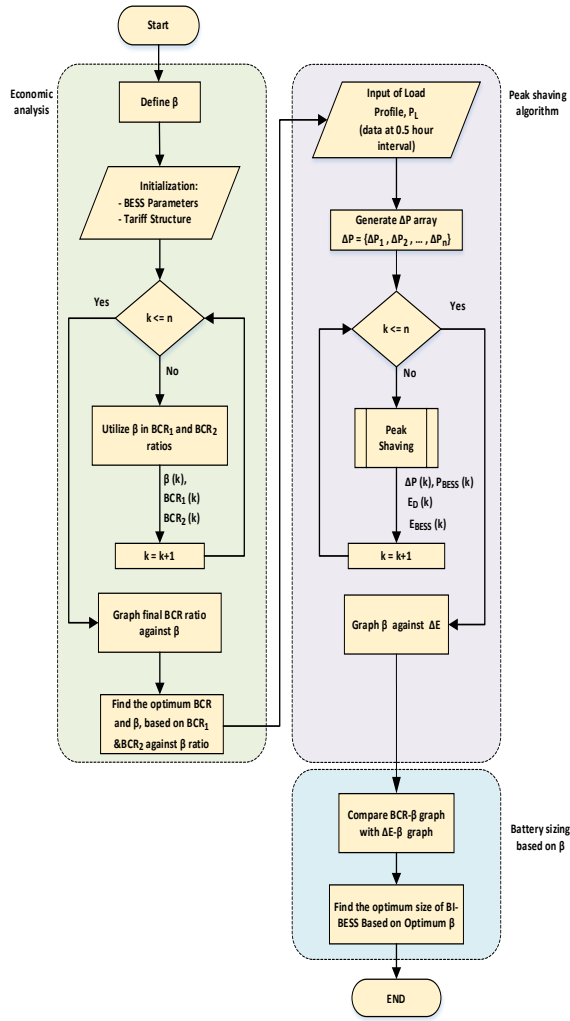 Start
Economic
analysis
Define β
Initialization:
- BESS Parameters
- Tariff Structure
Yes
k <= n
No
Utilize β in BCR₁ and BCR₂
ratios
β (k),
BCR₁ (k)
BCR₂ (k)
k = k+1
Graph final BCR ratio
against β
Find the optimum BCR
and β, based on BCR₁
&BCR₂ against β ratio
Peak shaving
algorithm
Input of Load
Profile, P_L
(data at 0.5 hour
interval)
Generate ΔP array
ΔP = {ΔP₁ , ΔP₂ , ... , ΔPₙ}
Yes
k <= n
No
Peak
Shaving
ΔP (k), P_BESS (k)
E_D (k)
E_BESS (k)
k = k+1
Graph β against ΔE
Compare BCR-β graph
with ΔE-β graph
Battery sizing
based on β
Find the optimum size of BI-
BESS Based on Optimum β
END